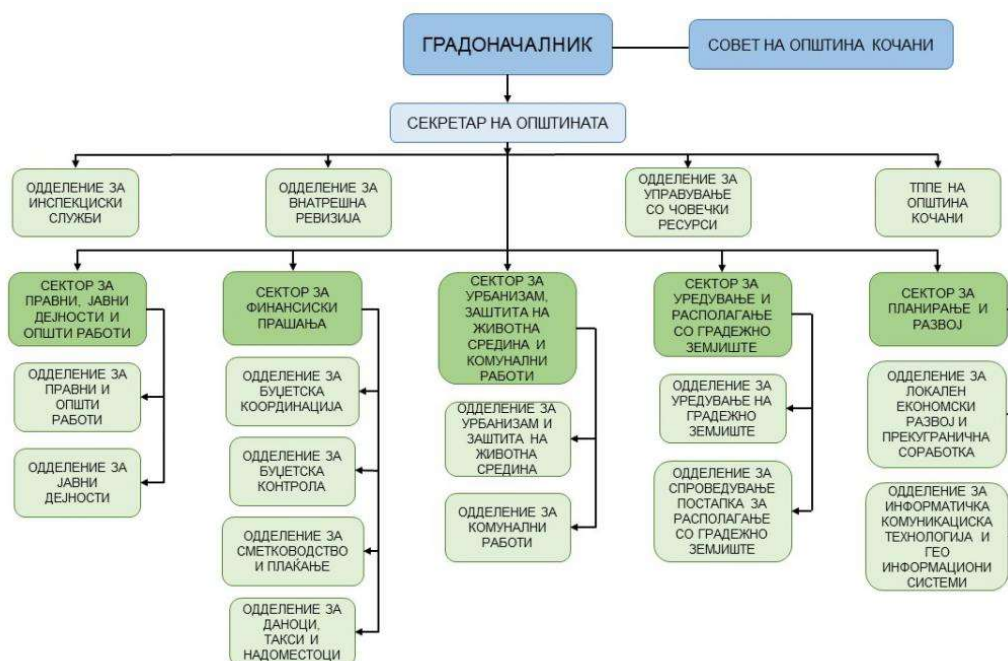 ГРАДОНАЧАЛНИК
СОВЕТ НА ОПШТИНА КОЧАНИ
СЕКРЕТАР НА ОПШТИНАТА
ОДДЕЛЕНИЕ ЗА
ИНСПЕКЦИСКИ
СЛУЖБИ
ОДДЕЛЕНИЕ ЗА
ВНАТРЕШНА
РЕВИЗИЈА
ОДДЕЛЕНИЕ ЗА
УПРАВУВАЊЕ
СО ЧОВЕЧКИ
РЕСУРСИ
ТППЕ НА
ОПШТИНА
КОЧАНИ
СЕКТОР ЗА
ПРАВНИ, ЈАВНИ
ДЕЈНОСТИ И
ОПШТИ РАБОТИ
ОДДЕЛЕНИЕ ЗА
ПРАВНИ И
ОПШТИ
РАБОТИ
ОДДЕЛЕНИЕ ЗА
ЈАВНИ
ДЕЈНОСТИ
СЕКТОР ЗА
ФИНАНСИСКИ
ПРАШАЊА
ОДДЕЛЕНИЕ ЗА
БУЏЕТСКА
КООРДИНАЦИЈА
ОДДЕЛЕНИЕ ЗА
БУЏЕТСКА
КОНТРОЛА
ОДДЕЛЕНИЕ ЗА
СМЕТКОВОДСТВО
И ПЛАЌАЊЕ
ОДДЕЛЕНИЕ ЗА
ДАНОЦИ,
ТАКСИ И
НАДОМЕСТОЦИ
СЕКТОР ЗА
УРБАНИЗАМ,
ЗАШТИТА НА
ЖИВОТНА
СРЕДИНА И
КОМУНАЛНИ
РАБОТИ
ОДДЕЛЕНИЕ ЗА
УРБАНИЗАМ И
ЗАШТИТА НА
ЖИВОТНА
СРЕДИНА
ОДДЕЛЕНИЕ ЗА
КОМУНАЛНИ
РАБОТИ
СЕКТОР ЗА
УРЕДУВАЊЕ И
РАСПОЛАГАЊЕ
СО ГРАДЕЖНО
ЗЕМЈИШТЕ
ОДДЕЛЕНИЕ ЗА
УРЕДУВАЊЕ НА
ГРАДЕЖНО
ЗЕМЈИШТЕ
ОДДЕЛЕНИЕ ЗА
СПРОВЕДУВАЊЕ
ПОСТАПКА ЗА
РАСПОЛАГАЊЕ
СО ГРАДЕЖНО
ЗЕМЈИШТЕ
СЕКТОР ЗА
ПЛАНИРАЊЕ И
РАЗВОЈ
ОДДЕЛЕНИЕ ЗА
ЛОКАЛЕН
ЕКОНОМСКИ
РАЗВОЈ И
ПРЕКУГРАНИЧНА
СОРАБОТКА
ОДДЕЛЕНИЕ ЗА
ИНФОРМАТИЧКА
КОМУНИКАЦИСКА
ТЕХНОЛОГИЈА И
ГЕО
ИНФОРМАЦИОНИ
СИСТЕМИ